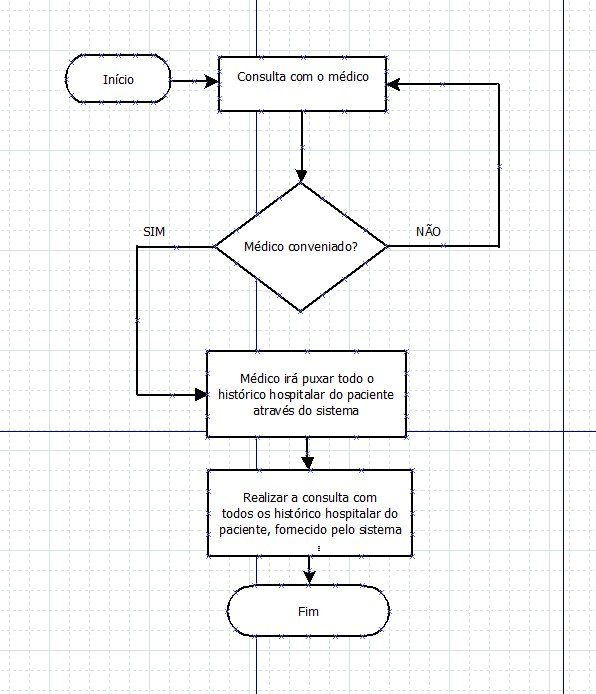 Início
Consulta com o médico
SIM
NÃO
Médico conveniado?
Médico irá puxar todo o
histórico hospitalar do paciente
através do sistema
Realizar a consulta com
todos os histórico hospitalar do
paciente, fornecido pelo sistema
Fim